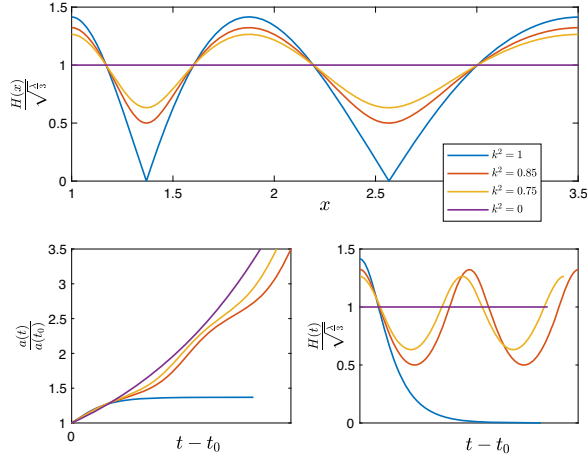 1.5
1
0.5
0
H(x)/√(Λ/3)
1 1.5 2.5 3.5
x
k² = 1
k² = 0.85
k² = 0.75
k² = 0
3.5
3
2.5
2
1.5
1
a(t)/a(t₀)
0
t − t₀
1.5
1
0.5
0
H(t)/√(Λ/3)
t − t₀